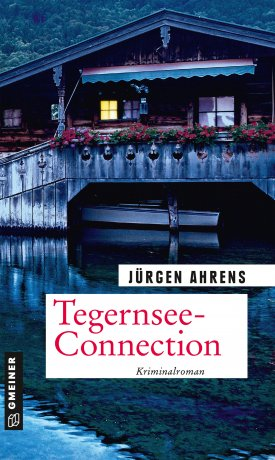 JÜRGEN AHRENS
Tegernsee-
Connection
Kriminalroman
GMEINER